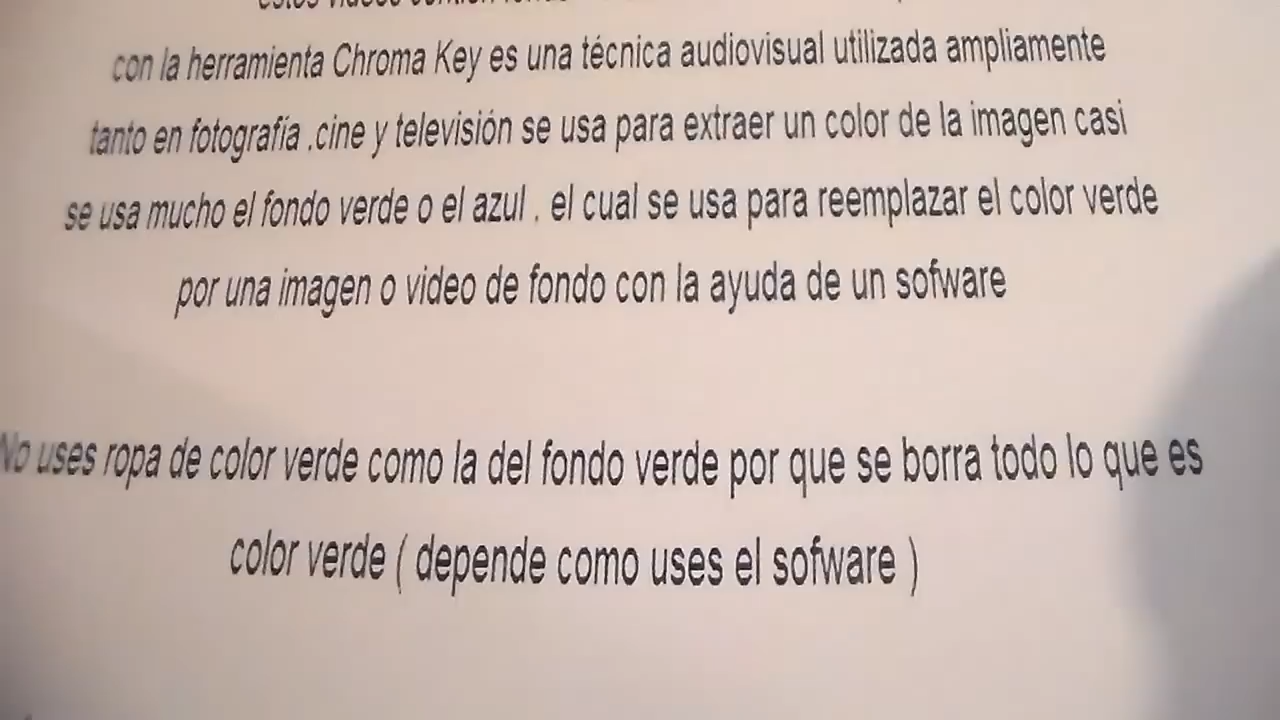 estos videos
con la herramienta Chroma Key es una técnica audiovisual utilizada ampliamente
tanto en fotografía .cine y televisión se usa para extraer un color de la imagen casi
se usa mucho el fondo verde o el azul . el cual se usa para reemplazar el color verde
por una imagen o video de fondo con la ayuda de un sofware
No uses ropa de color verde como la del fondo verde por que se borra todo lo que es
color verde ( depende como uses el sofware )